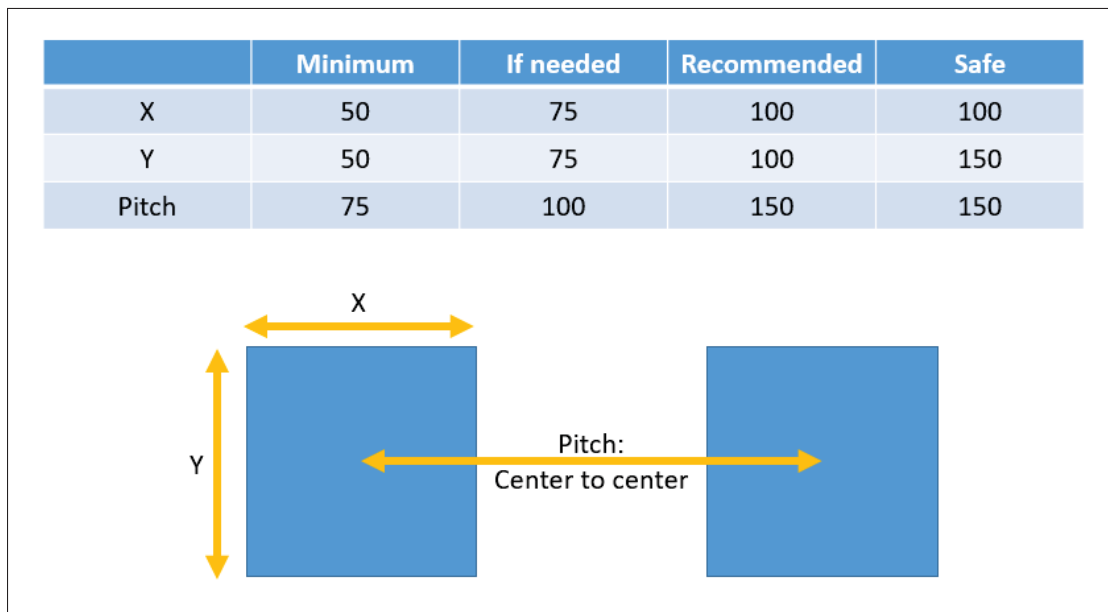 Minimum If needed Recommended Safe
X 50 75 100 100
Y 50 75 100 150
Pitch 75 100 150 150
X
Y
Pitch:
Center to center